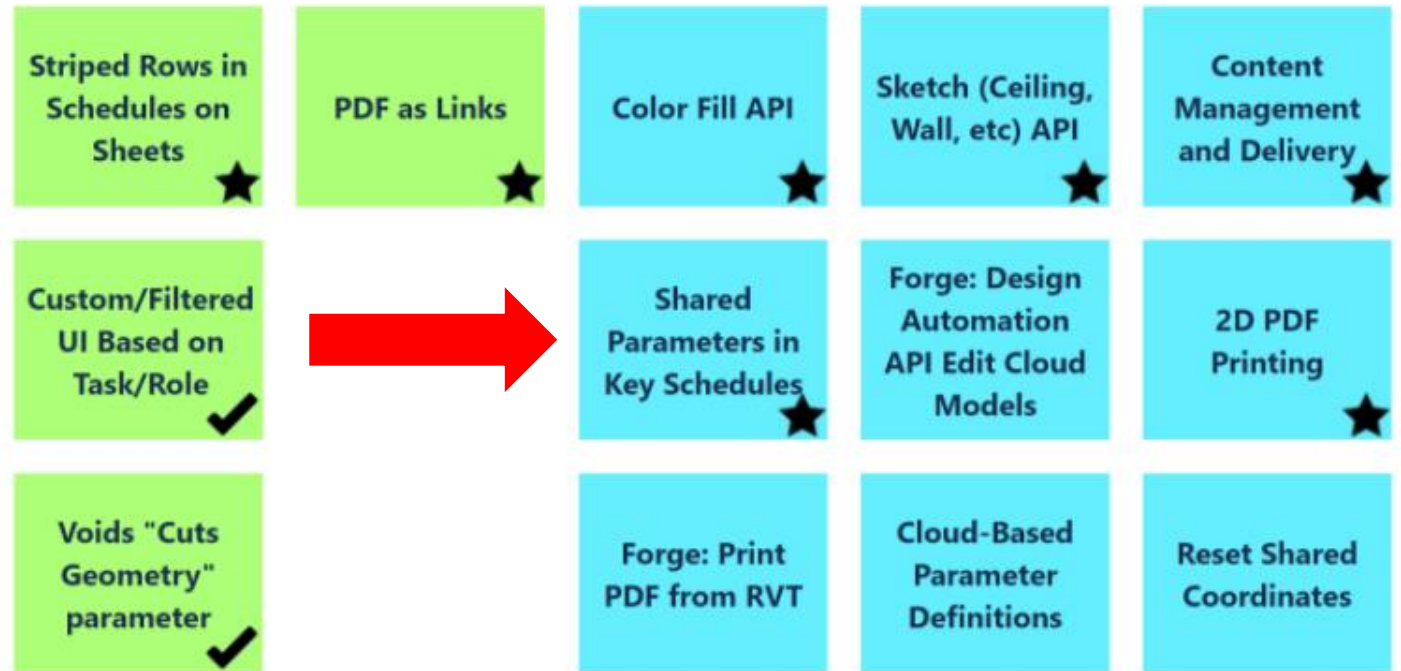 Striped Rows in
Schedules on
Sheets
PDF as Links
Color Fill API
Sketch (Ceiling,
Wall, etc) API
Content
Management
and Delivery
Custom/Filtered
UI Based on
Task/Role
Shared
Parameters in
Key Schedules
Forge: Design
Automation
API Edit Cloud
Models
2D PDF
Printing
Voids "Cuts
Geometry"
parameter
Forge: Print
PDF from RVT
Cloud-Based
Parameter
Definitions
Reset Shared
Coordinates